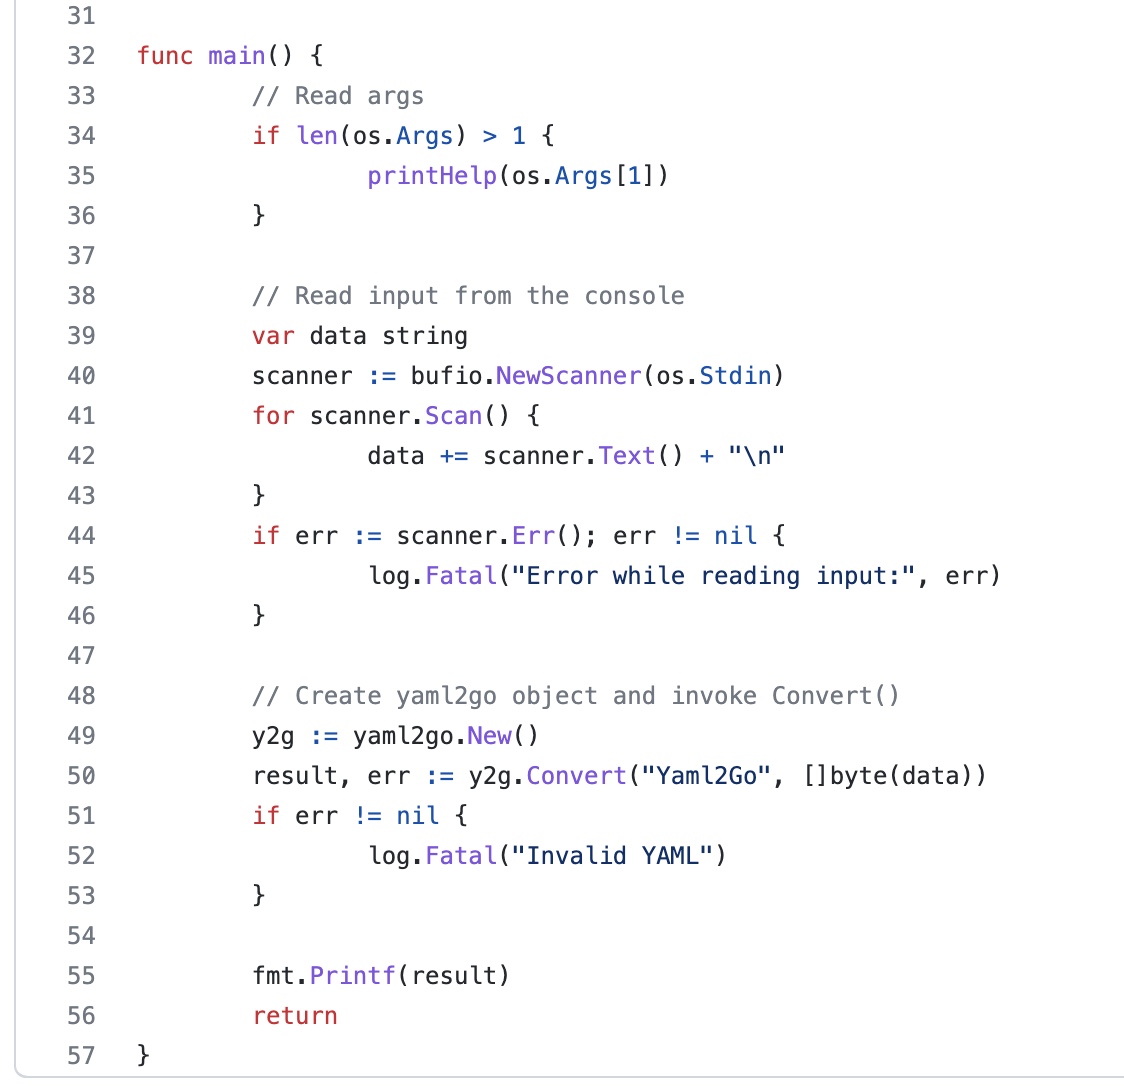 31
32 func main() {
33 // Read args
34 if len(os.Args) > 1 {
35 printHelp(os.Args[1])
36 }
37
38 // Read input from the console
39 var data string
40 scanner := bufio.NewScanner(os.Stdin)
41 for scanner.Scan() {
42 data += scanner.Text() + "\n"
43 }
44 if err := scanner.Err(); err != nil {
45 log.Fatal("Error while reading input:", err)
46 }
47
48 // Create yaml2go object and invoke Convert()
49 y2g := yaml2go.New()
50 result, err := y2g.Convert("Yaml2Go", []byte(data))
51 if err != nil {
52 log.Fatal("Invalid YAML")
53 }
54
55 fmt.Printf(result)
56 return
57 }